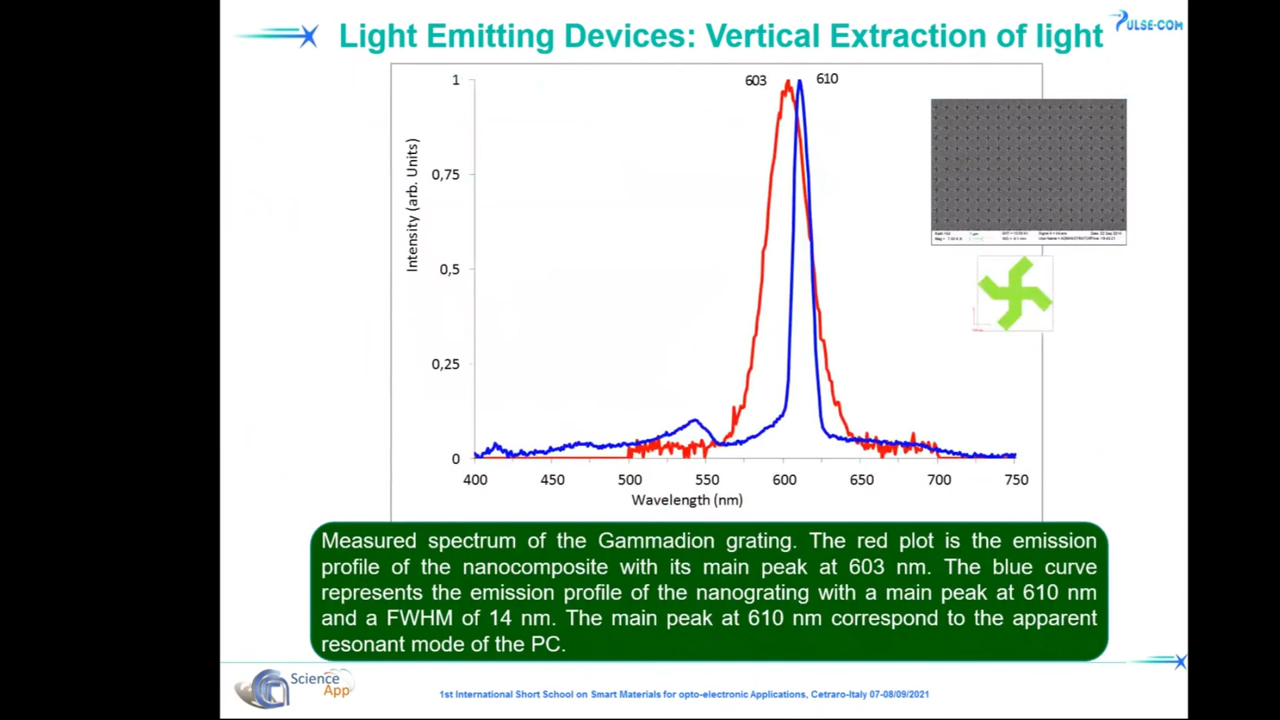 Light Emitting Devices: Vertical Extraction of light
PULSE-COM
603
610
1
0,75
0,5
0,25
0
Intensity (arb. Units)
400 450 500 550 600 650 700 750
Wavelength (nm)
Measured spectrum of the Gammadion grating. The red plot is the emission
profile of the nanocomposite with its main peak at 603 nm. The blue curve
represents the emission profile of the nanograting with a main peak at 610 nm
and a FWHM of 14 nm. The main peak at 610 nm correspond to the apparent
resonant mode of the PC.
Science
App
1st International Short School on Smart Materials for opto-electronic Applications, Cetraro-Italy 07-08/09/2021